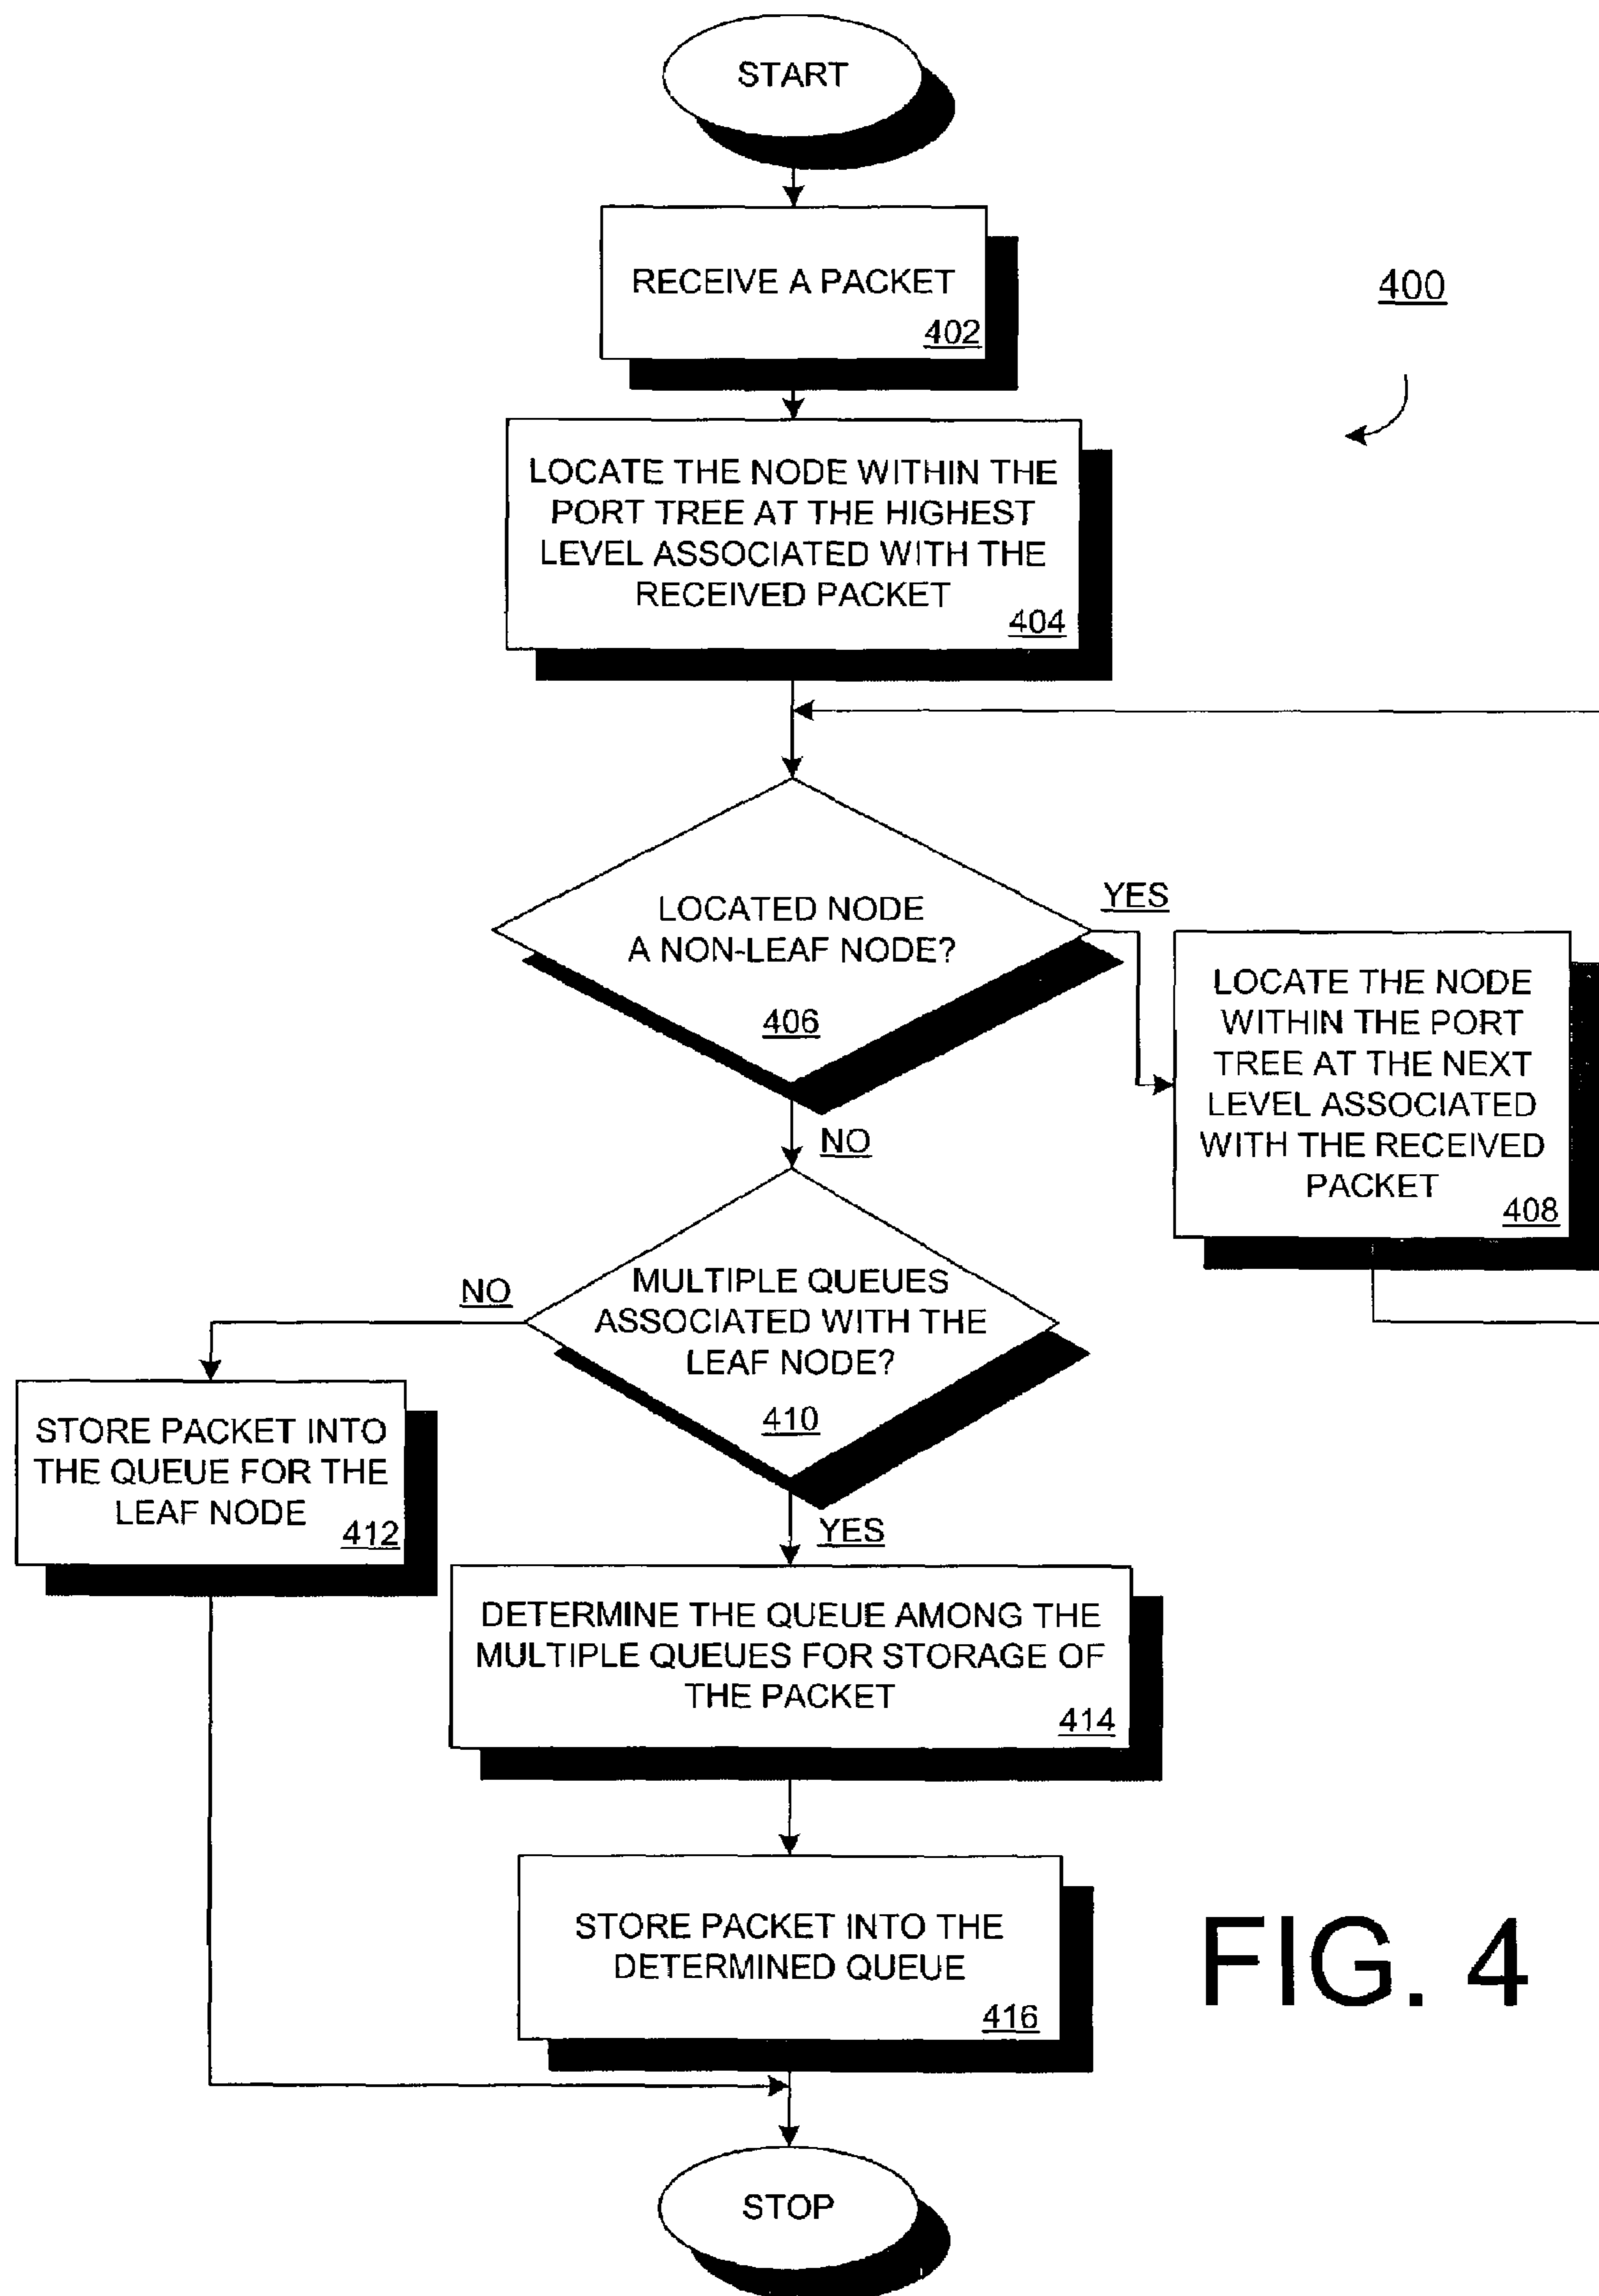 START
RECEIVE A PACKET
402
400
LOCATE THE NODE WITHIN THE
PORT TREE AT THE HIGHEST
LEVEL ASSOCIATED WITH THE
RECEIVED PACKET
404
LOCATED NODE
A NON-LEAF NODE?
406
YES
LOCATE THE NODE
WITHIN THE PORT
TREE AT THE NEXT
LEVEL ASSOCIATED
WITH THE RECEIVED
PACKET
408
NO
MULTIPLE QUEUES
ASSOCIATED WITH THE
LEAF NODE?
410
NO
STORE PACKET INTO
THE QUEUE FOR THE
LEAF NODE
412
YES
DETERMINE THE QUEUE AMONG THE
MULTIPLE QUEUES FOR STORAGE OF
THE PACKET
414
STORE PACKET INTO THE
DETERMINED QUEUE
416
FIG. 4
STOP